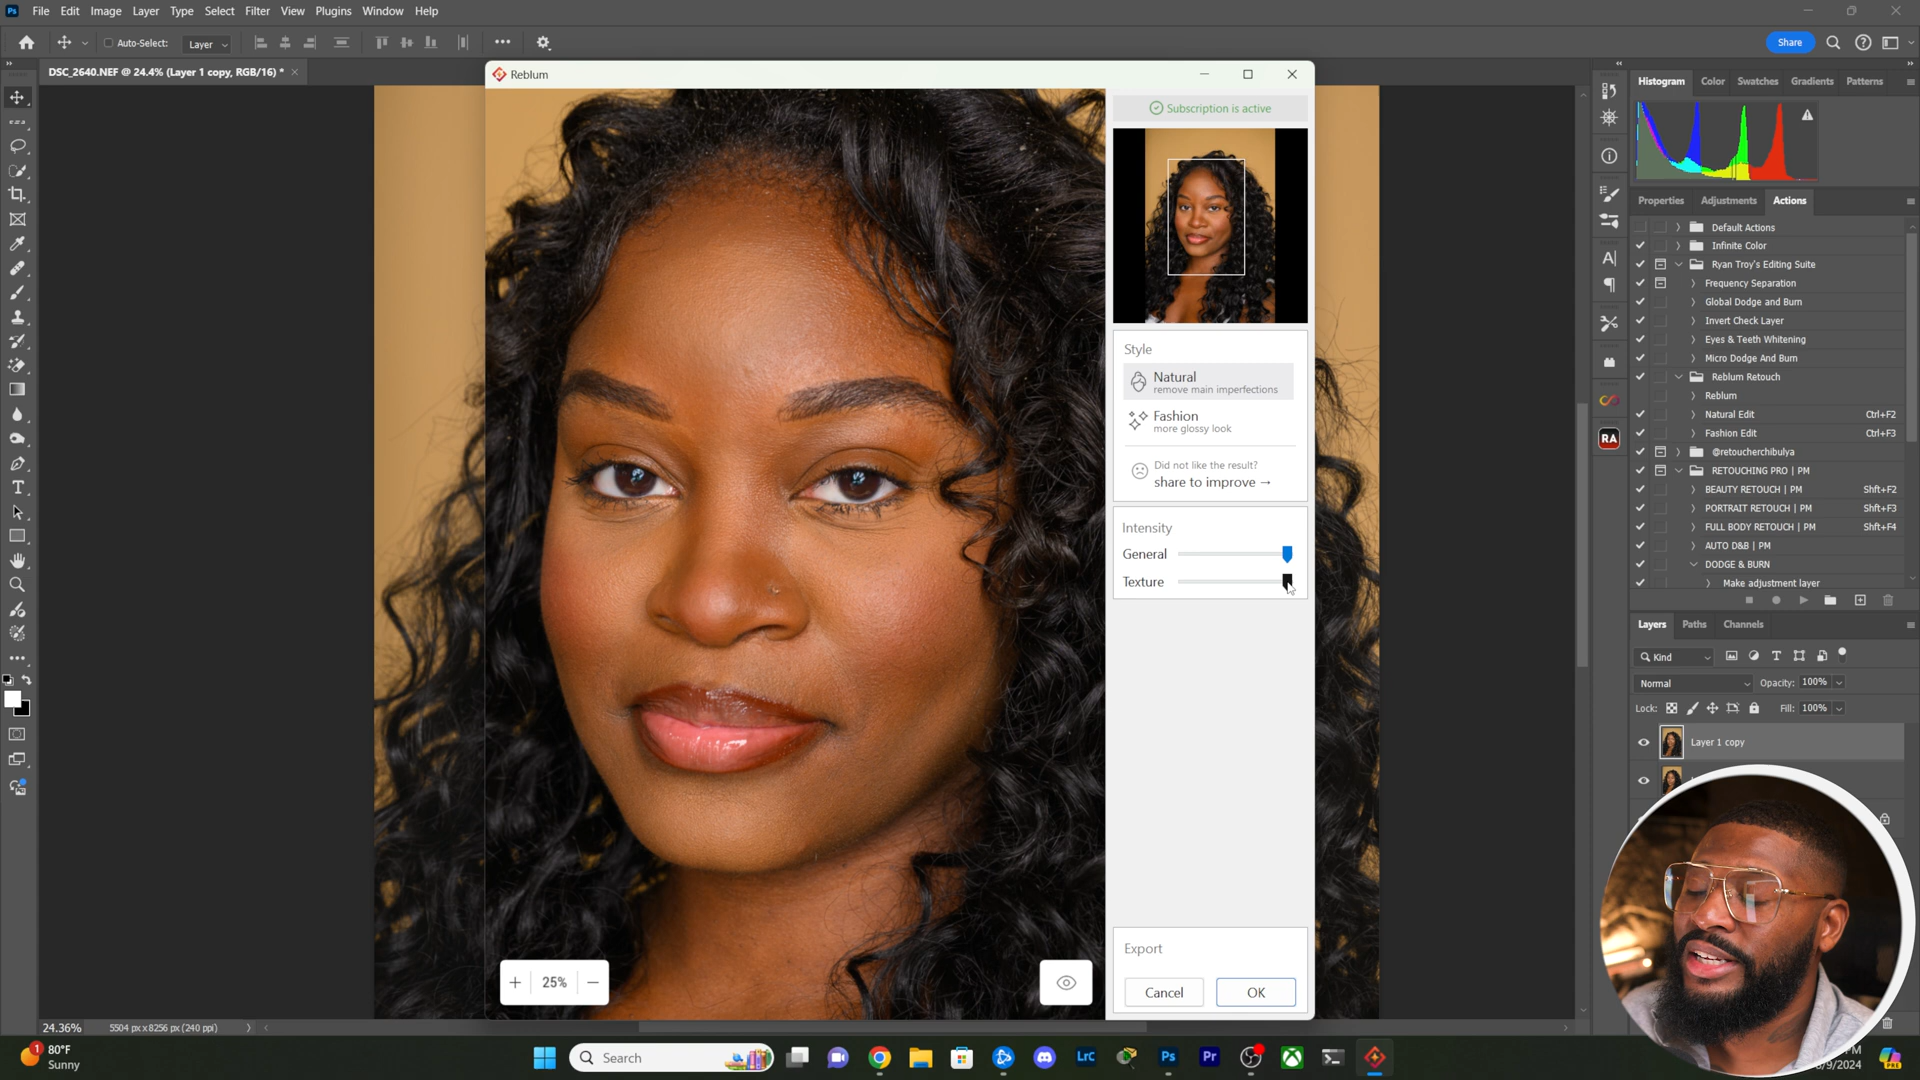 Ps File Edit Image Layer Type Select Filter View Plugins Window Help
Auto-Select: Layer
Share
DSC_2640.NEF @ 24.4% (Layer 1 copy, RGB/16) *
Reblum
Subscription is active
Style
Natural
remove main imperfections
Fashion
more glossy look
Did not like the result?
share to improve →
Intensity
General
Texture
Export
Cancel OK
+ 25% −
Histogram Color Swatches Gradients Patterns
Properties Adjustments Actions
Default Actions
Infinite Color
Ryan Troy's Editing Suite
Frequency Separation
Global Dodge and Burn
Invert Check Layer
Eyes & Teeth Whitening
Micro Dodge And Burn
Reblum Retouch
Reblum
Natural Edit Ctrl+F2
Fashion Edit Ctrl+F3
@retoucherchibulya
RETOUCHING PRO | PM
BEAUTY RETOUCH | PM Shft+F2
PORTRAIT RETOUCH | PM Shft+F3
FULL BODY RETOUCH | PM Shft+F4
AUTO D&B | PM
DODGE & BURN
Make adjustment layer
RA
Layers Paths Channels
Kind
Normal Opacity: 100%
Lock: Fill: 100%
Layer 1 copy
24.36% 5504 px x 8256 px (240 ppi)
1
80°F
Sunny
Search
LrC
Ps
Pr
PRE